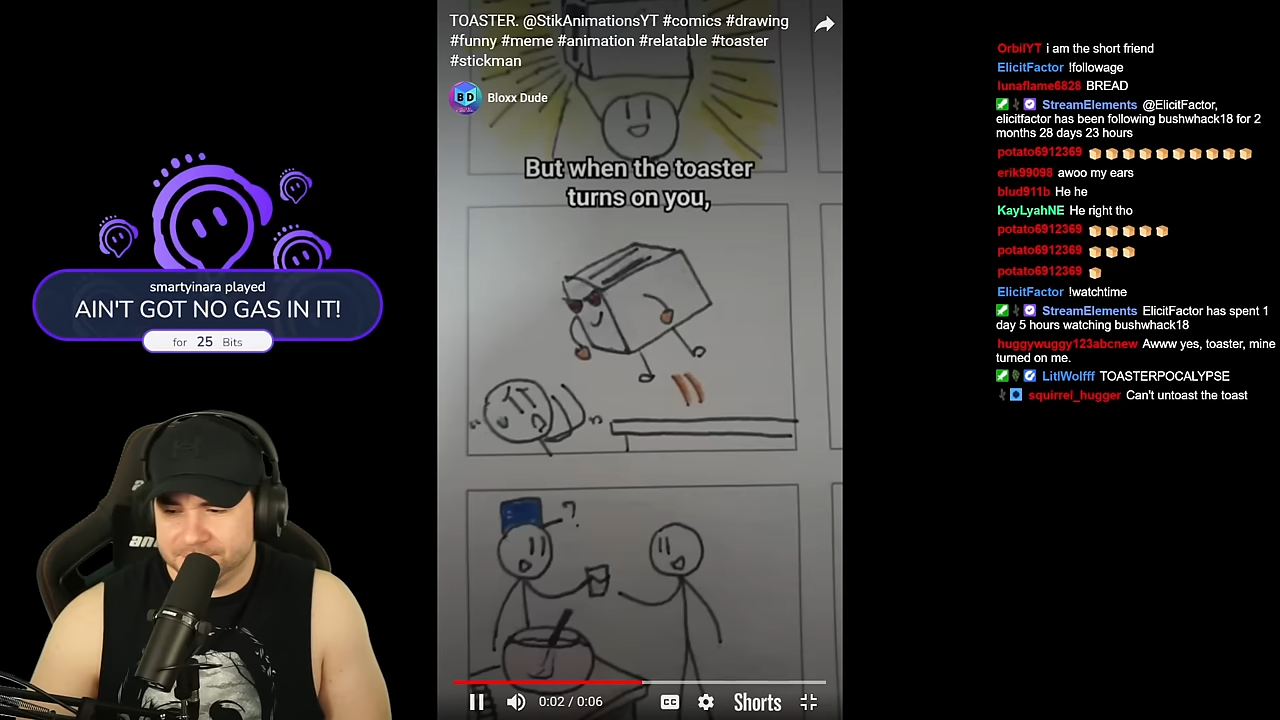 TOASTER. @StikAnimationsYT #comics #drawing
#funny #meme #animation #relatable #toaster
#stickman
BD
Bloxx Dude
But when the toaster
turns on you,
?
0:02 / 0:06
CC
Shorts
smartyinara played
AIN'T GOT NO GAS IN IT!
for 25 Bits
OrbilYT i am the short friend
ElicitFactor !followage
lunaflame6828 BREAD
StreamElements @ElicitFactor,
elicitfactor has been following bushwhack18 for 2
months 28 days 23 hours
potato6912369
erik99098 awoo my ears
blud911b He he
KayLyahNE He right tho
potato6912369
potato6912369
potato6912369
ElicitFactor !watchtime
StreamElements ElicitFactor has spent 1
day 5 hours watching bushwhack18
huggywuggy123abcnew Awww yes, toaster, mine
turned on me.
LitlWolfff TOASTERPOCALYPSE
squirrel_hugger Can't untoast the toast